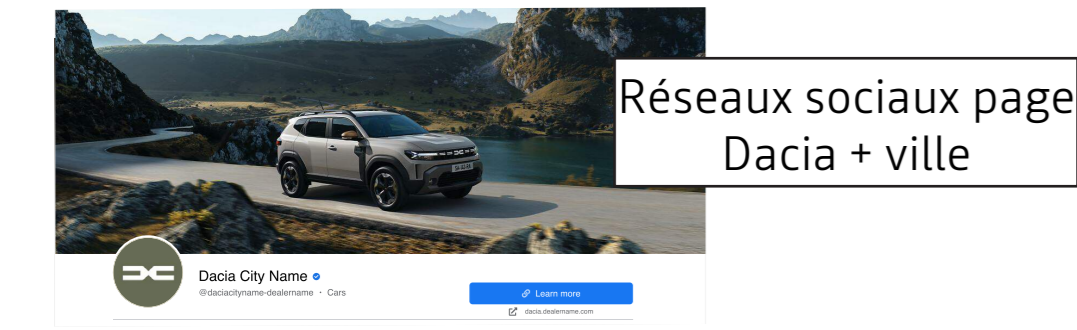 Réseaux sociaux page
Dacia + ville
Dacia City Name
@daciacityname-dealername · Cars
Learn more
dacia.dealername.com